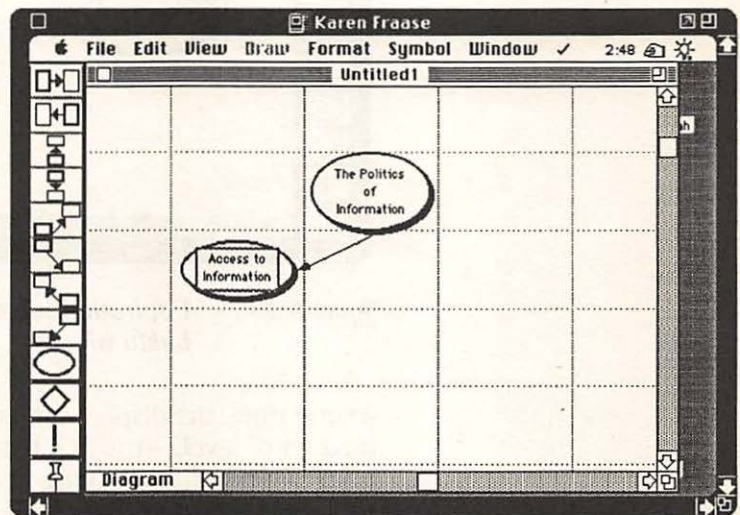 Karen Fraase
File Edit View Draw Format Symbol Window ✓ 2:48
Untitled1
The Politics
of
Information
Access to
Information
Diagram